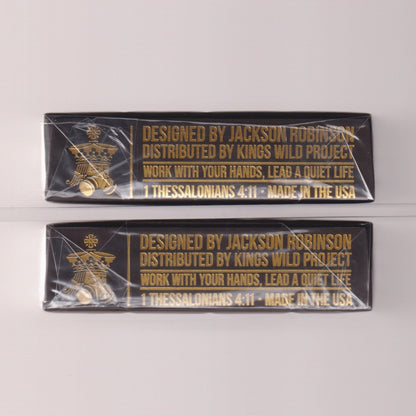 DESIGNED BY JACKSON ROBINSON
DISTRIBUTED BY KINGS WILD PROJECT
WORK WITH YOUR HANDS, LEAD A QUIET LIFE
1 THESSALONIANS 4:11 · MADE IN THE USA
DESIGNED BY JACKSON ROBINSON
DISTRIBUTED BY KINGS WILD PROJECT
WORK WITH YOUR HANDS, LEAD A QUIET LIFE
1 THESSALONIANS 4:11 · MADE IN THE USA